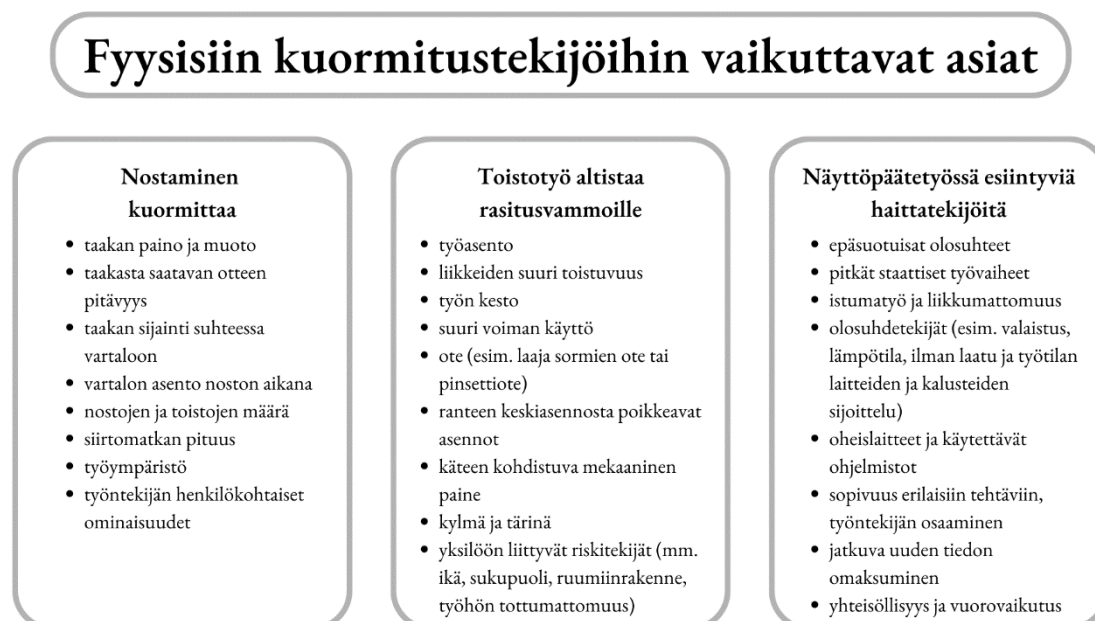 Fyysisiin kuormitustekijöihin vaikuttavat asiat
Nostaminen
kuormittaa
• taakan paino ja muoto
• taakasta saatavan otteen
pitävyys
• taakan sijainti suhteessa
vartaloon
• vartalon asento noston aikana
• nostojen ja toistojen määrä
• siirtomatkan pituus
• työympäristö
• työntekijän henkilökohtaiset
ominaisuudet
Toistotyö altistaa
rasitusvammoille
• työasento
• liikkeiden suuri toistuvuus
• työn kesto
• suuri voiman käyttö
• ote (esim. laaja sormien ote tai
pinsettiote)
• ranteen keskiasennosta poikkeavat
asennot
• käteen kohdistuva mekaaninen
paine
• kylmä ja tärinä
• yksilöön liittyvät riskitekijät (mm.
ikä, sukupuoli, ruumiinrakenne,
työhön tottumattomuus)
Näyttöpäätetyössä esiintyviä
haittatekijöitä
• epäsuotuisat olosuhteet
• pitkät staattiset työvaiheet
• istumatyö ja liikkumattomuus
• olosuhdetekijät (esim. valaistus,
lämpötila, ilman laatu ja työtilan
laitteiden ja kalusteiden
sijoittelu)
• oheislaitteet ja käytettävät
ohjelmistot
• sopivuus erilaisiin tehtäviin,
työntekijän osaaminen
• jatkuva uuden tiedon
omaksuminen
• yhteisöllisyys ja vuorovaikutus